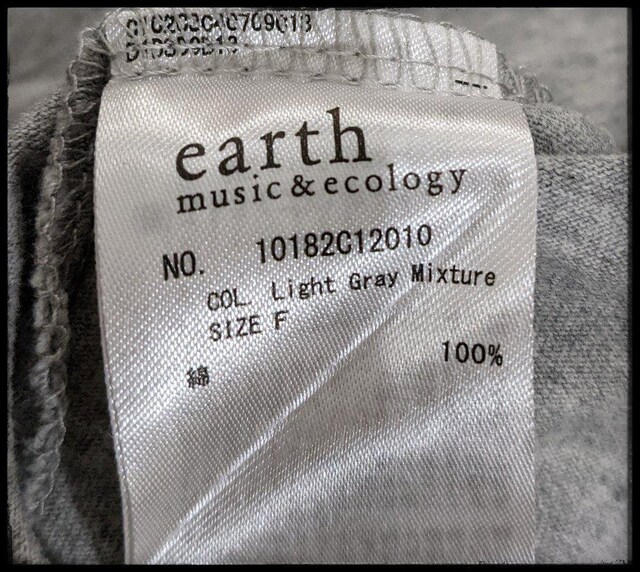 earth
music & ecology
NO. 10182C12010
COL. Light Gray Mixture
SIZE F
綿 100%